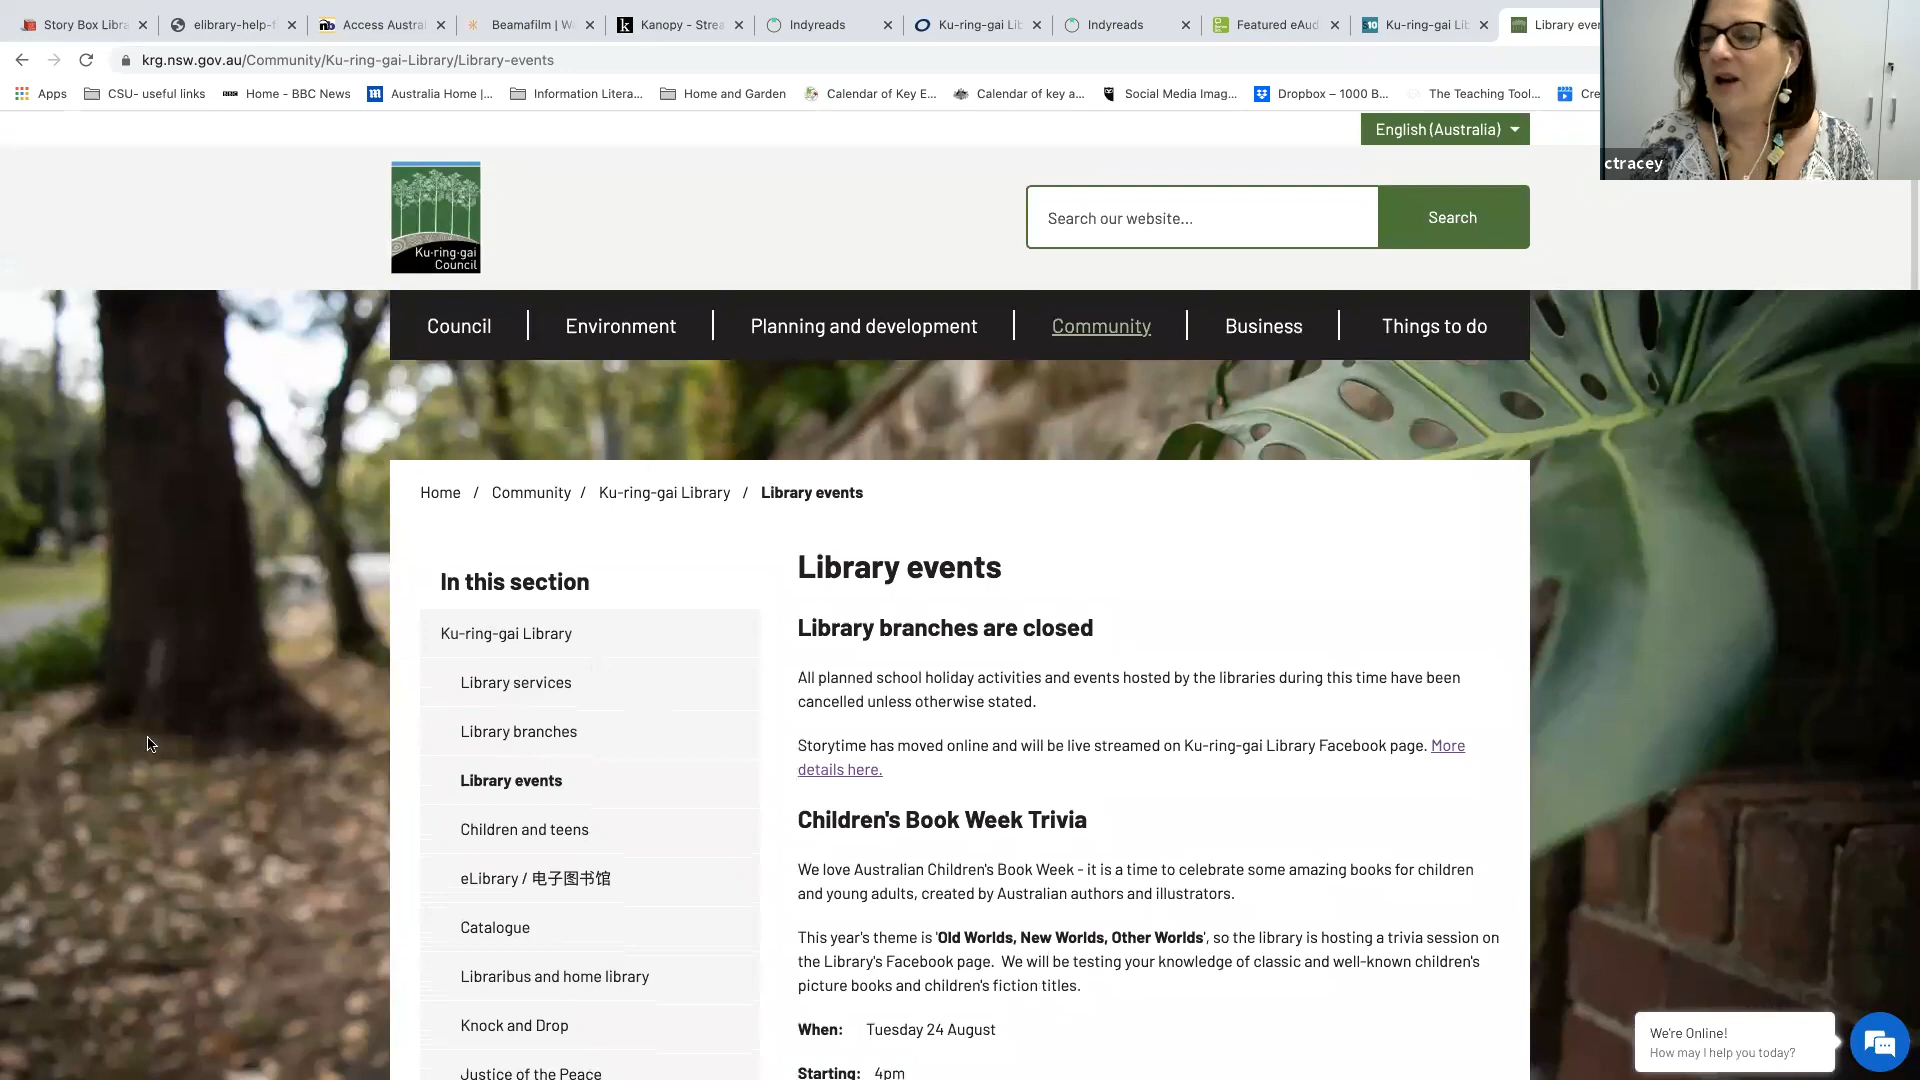 Story Box Libra
elibrary-help-f
Access Austral
Beamafilm | W
Kanopy - Strea
Indyreads
Ku-ring-gai Lib
Indyreads
Featured eAud
Ku-ring-gai Lib
Library even
krg.nsw.gov.au/Community/Ku-ring-gai-Library/Library-events
Apps
CSU- useful links
Home - BBC News
Australia Home |...
Information Litera...
Home and Garden
Calendar of Key E...
Calendar of key a...
Social Media Imag...
Dropbox – 1000 B...
The Teaching Tool...
Cre
English (Australia)
ctracey
Ku-ring-gai
Council
Search our website...
Search
Council
Environment
Planning and development
Community
Business
Things to do
Home / Community / Ku-ring-gai Library / Library events
In this section
Ku-ring-gai Library
Library services
Library branches
Library events
Children and teens
eLibrary / 电子图书馆
Catalogue
Libraribus and home library
Knock and Drop
Justice of the Peace
Library events
Library branches are closed
All planned school holiday activities and events hosted by the libraries during this time have been
cancelled unless otherwise stated.
Storytime has moved online and will be live streamed on Ku-ring-gai Library Facebook page. More
details here.
Children's Book Week Trivia
We love Australian Children's Book Week - it is a time to celebrate some amazing books for children
and young adults, created by Australian authors and illustrators.
This year's theme is 'Old Worlds, New Worlds, Other Worlds', so the library is hosting a trivia session on
the Library's Facebook page. We will be testing your knowledge of classic and well-known children's
picture books and children's fiction titles.
When: Tuesday 24 August
Starting: 4pm
We're Online!
How may I help you today?